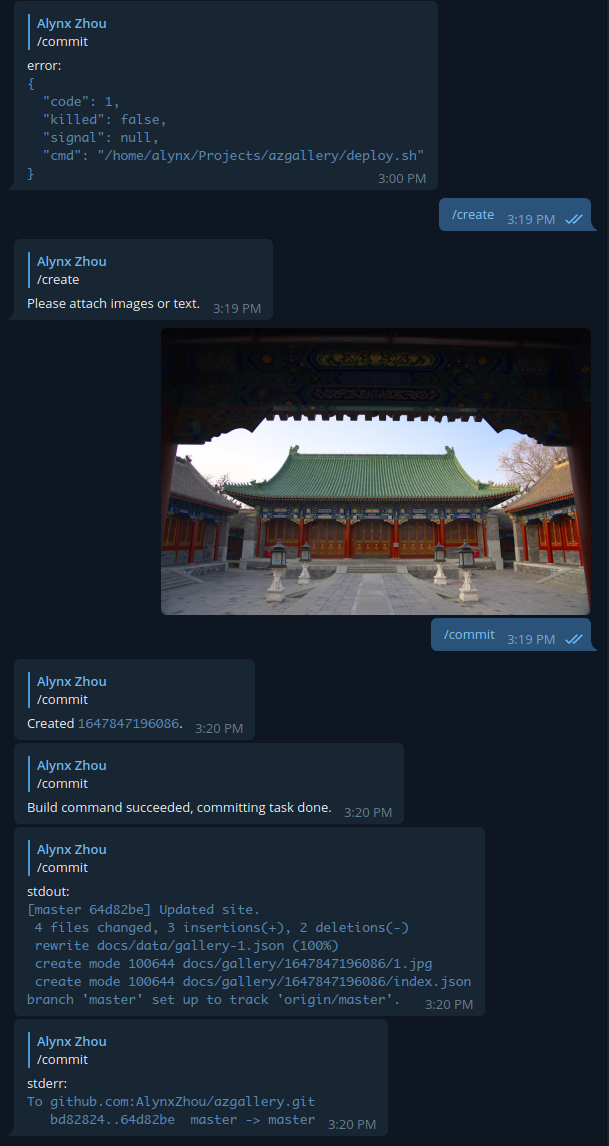 Alynx Zhou
/commit
error:
{
  "code": 1,
  "killed": false,
  "signal": null,
  "cmd": "/home/alynx/Projects/azgallery/deploy.sh"
}
3:00 PM
/create 3:19 PM
Alynx Zhou
/create
Please attach images or text. 3:19 PM
/commit 3:19 PM
Alynx Zhou
/commit
Created 1647847196086. 3:20 PM
Alynx Zhou
/commit
Build command succeeded, committing task done. 3:20 PM
Alynx Zhou
/commit
stdout:
[master 64d82be] Updated site.
 4 files changed, 3 insertions(+), 2 deletions(-)
 rewrite docs/data/gallery-1.json (100%)
 create mode 100644 docs/gallery/1647847196086/1.jpg
 create mode 100644 docs/gallery/1647847196086/index.json
branch 'master' set up to track 'origin/master'. 3:20 PM
Alynx Zhou
/commit
stderr:
To github.com:AlynxZhou/azgallery.git
   bd82824..64d82be  master -> master 3:20 PM